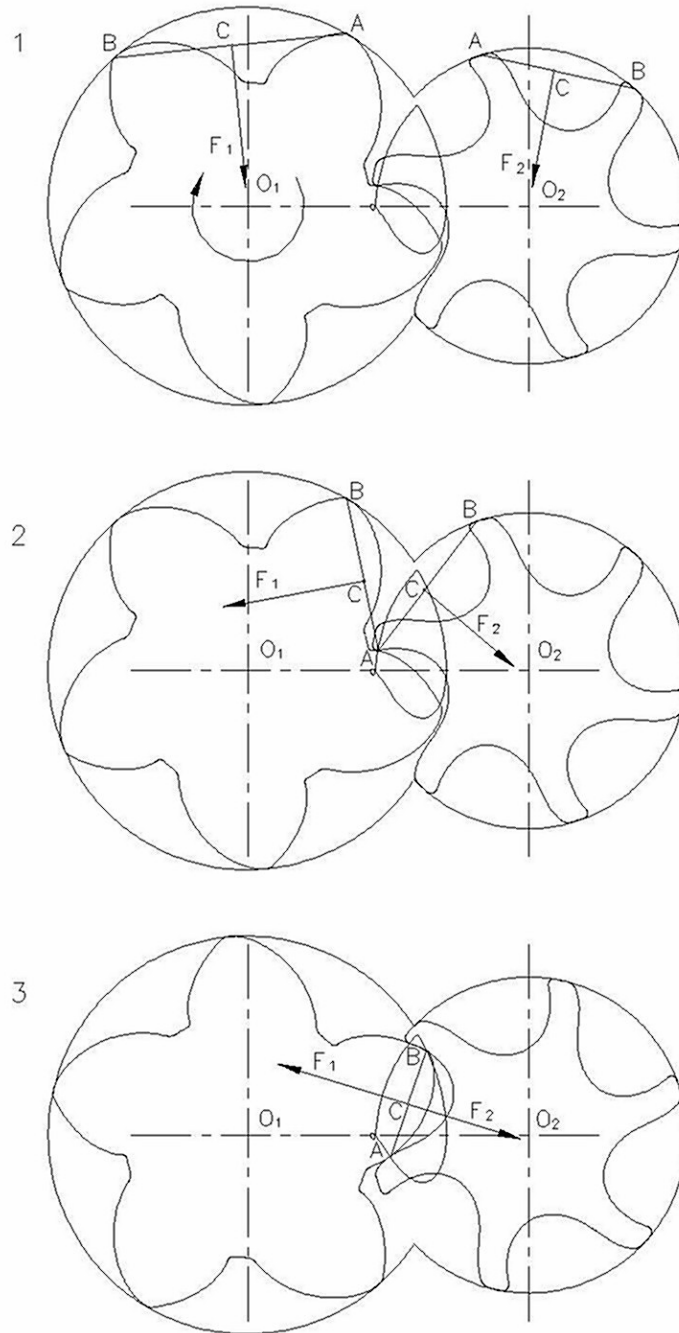 1
B C A
A C B
F₁ F₂
O₁ O₂
2
B B
F₁ C C F₂
A
O₁ O₂
3
B
F₁ C F₂
O₁ A O₂